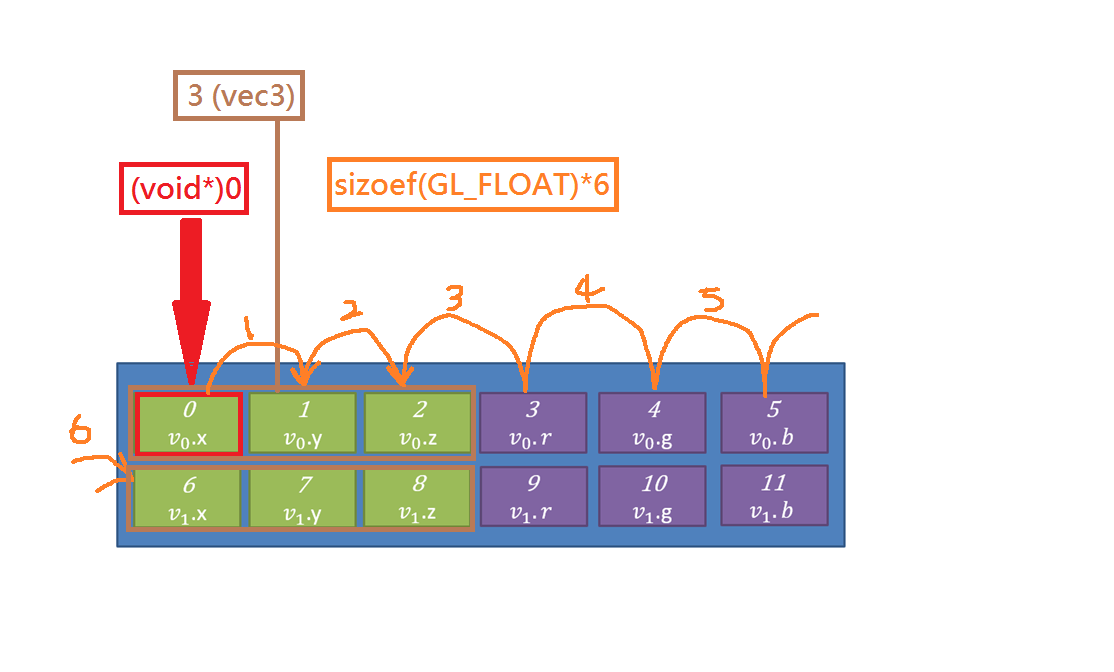 3 (vec3)
(void*)0
sizoef(GL_FLOAT)*6
1 2 3 4 5
0 1 2 3 4 5
v₀.x v₀.y v₀.z v₀.r v₀.g v₀.b
6
6 7 8 9 10 11
v₁.x v₁.y v₁.z v₁.r v₁.g v₁.b